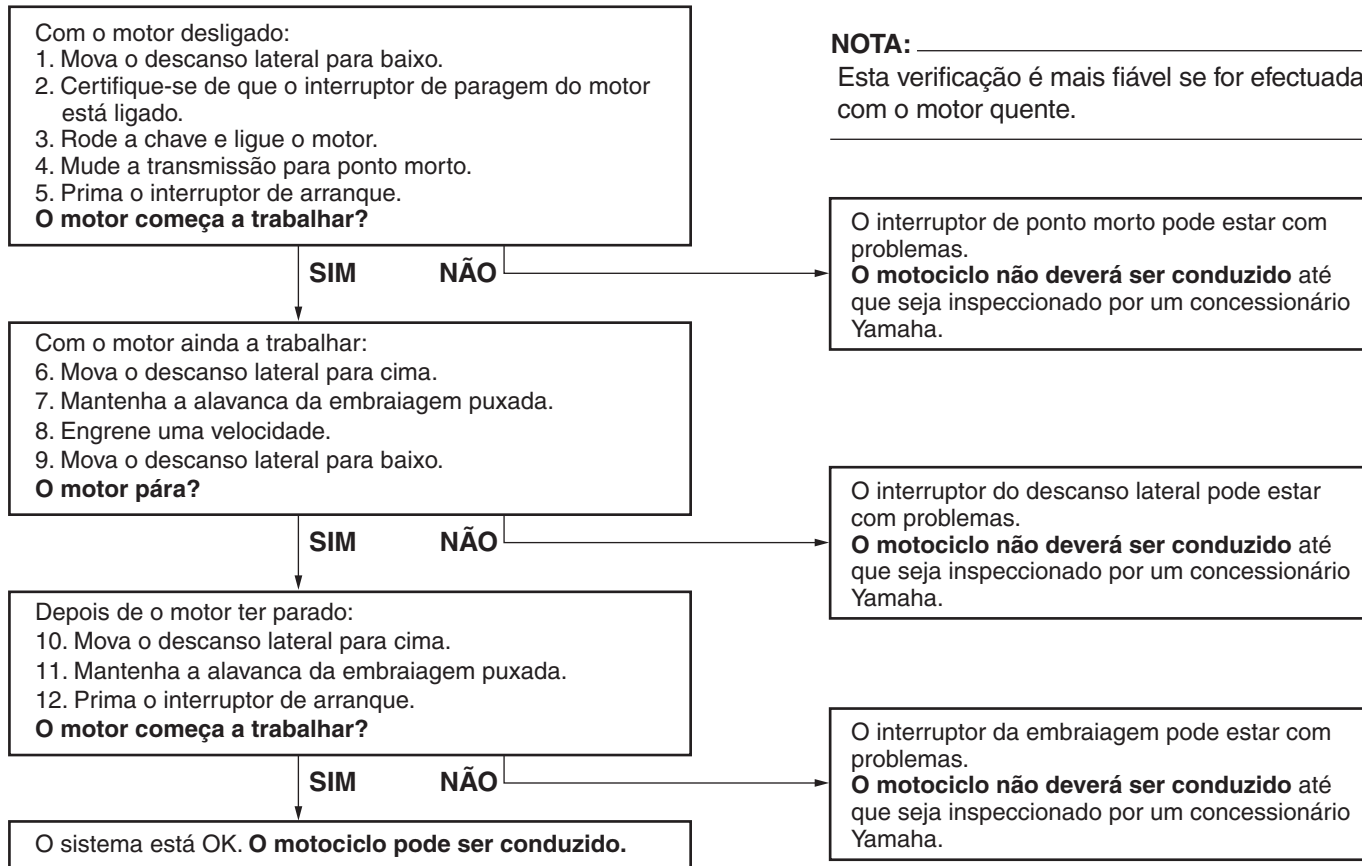 Com o motor desligado:
1. Mova o descanso lateral para baixo.
2. Certifique-se de que o interruptor de paragem do motor
está ligado.
3. Rode a chave e ligue o motor.
4. Mude a transmissão para ponto morto.
5. Prima o interruptor de arranque.
O motor começa a trabalhar?
NOTA:
Esta verificação é mais fiável se for efectuada
com o motor quente.
SIM NÃO
O interruptor de ponto morto pode estar com
problemas.
O motociclo não deverá ser conduzido até
que seja inspeccionado por um concessionário
Yamaha.
Com o motor ainda a trabalhar:
6. Mova o descanso lateral para cima.
7. Mantenha a alavanca da embraiagem puxada.
8. Engrene uma velocidade.
9. Mova o descanso lateral para baixo.
O motor pára?
SIM NÃO
O interruptor do descanso lateral pode estar
com problemas.
O motociclo não deverá ser conduzido até
que seja inspeccionado por um concessionário
Yamaha.
Depois de o motor ter parado:
10. Mova o descanso lateral para cima.
11. Mantenha a alavanca da embraiagem puxada.
12. Prima o interruptor de arranque.
O motor começa a trabalhar?
SIM NÃO
O interruptor da embraiagem pode estar com
problemas.
O motociclo não deverá ser conduzido até
que seja inspeccionado por um concessionário
Yamaha.
O sistema está OK. O motociclo pode ser conduzido.